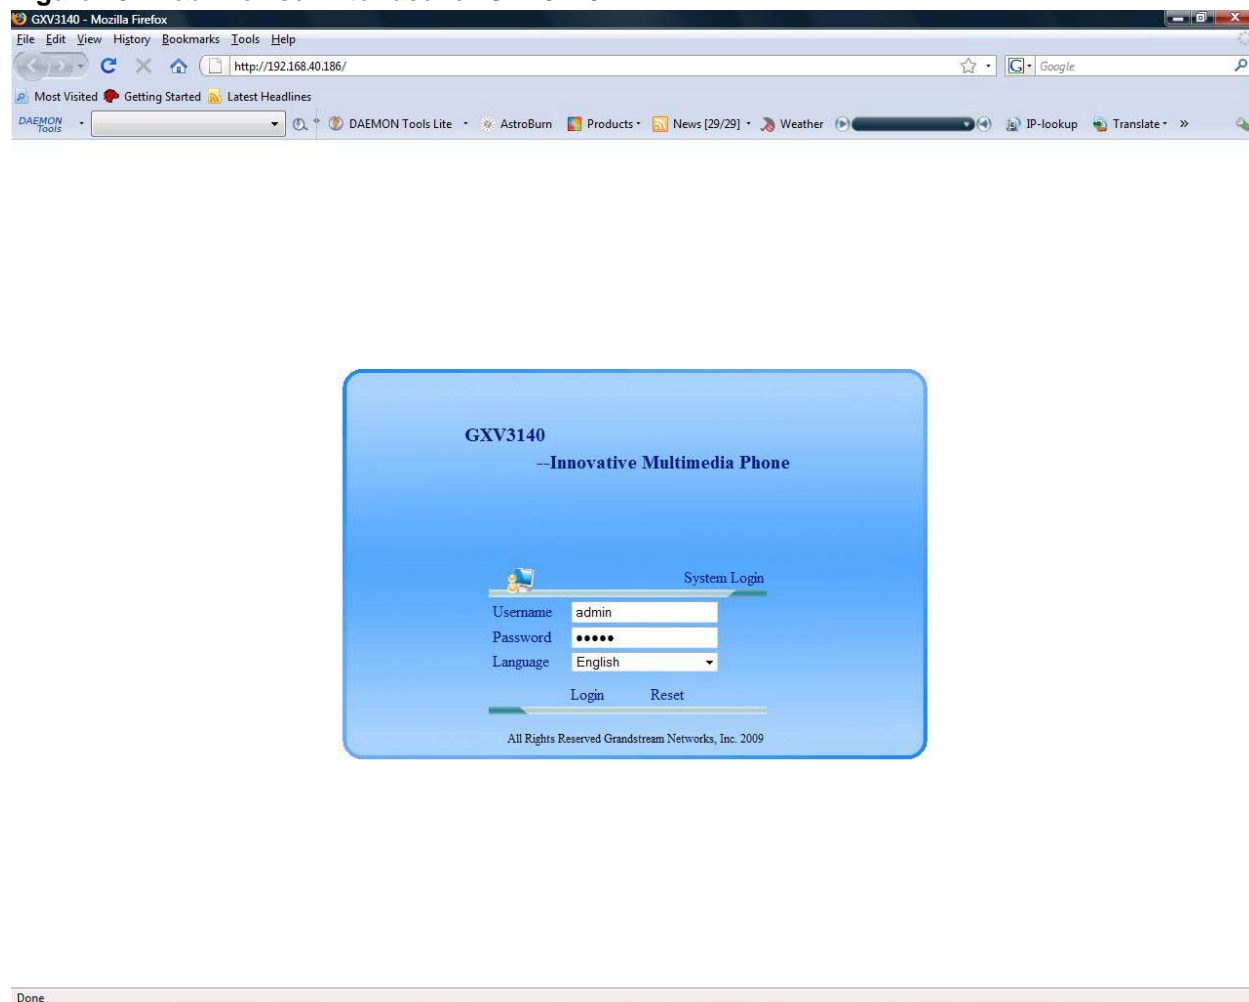 GXV3140 - Mozilla Firefox
File Edit View History Bookmarks Tools Help
http://192.168.40.186/
Google
Most Visited Getting Started Latest Headlines
DAEMON Tools
DAEMON Tools Lite AstroBurn Products News [29/29] Weather IP-lookup Translate »
GXV3140
--Innovative Multimedia Phone
System Login
Username admin
Password •••••
Language English
Login Reset
All Rights Reserved Grandstream Networks, Inc. 2009
Done